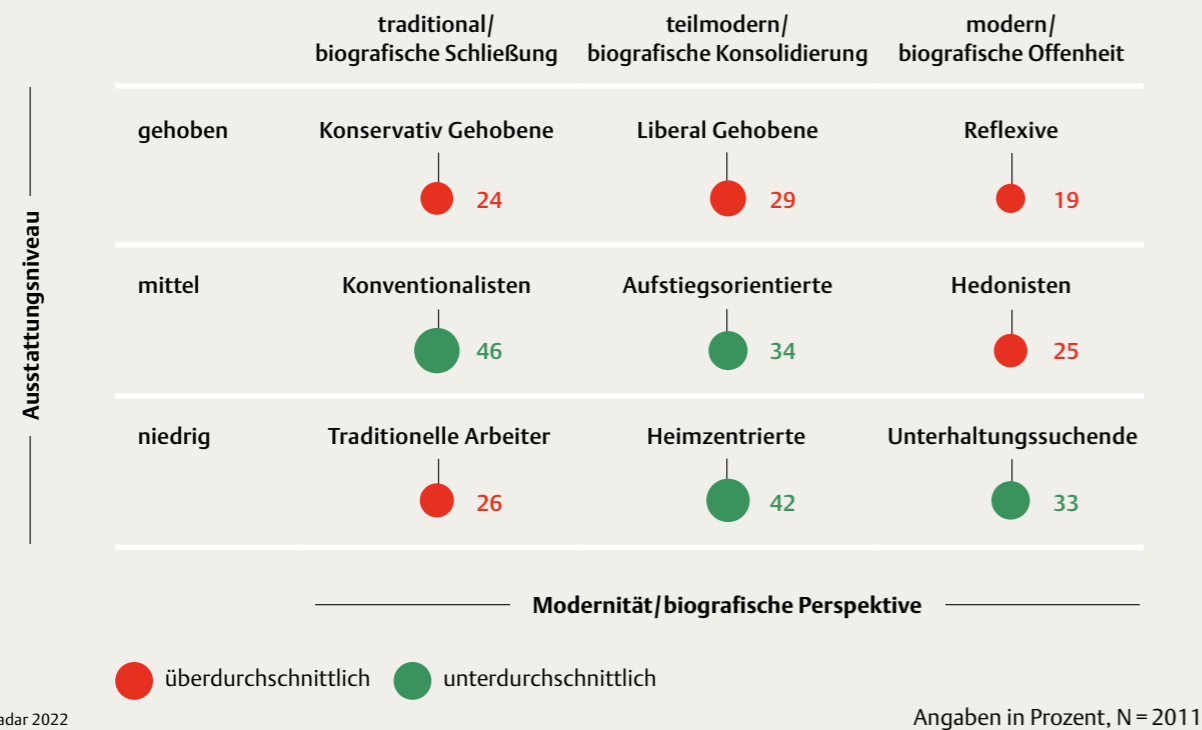 traditional/
biografische Schließung
teilmodern/
biografische Konsolidierung
modern/
biografische Offenheit
Ausstattungsniveau
gehoben
Konservativ Gehobene
24
Liberal Gehobene
29
Reflexive
19
mittel
Konventionalisten
46
Aufstiegsorientierte
34
Hedonisten
25
niedrig
Traditionelle Arbeiter
26
Heimzentrierte
42
Unterhaltungssuchende
33
Modernität/biografische Perspektive
überdurchschnittlich
unterdurchschnittlich
adar 2022
Angaben in Prozent, N = 2011